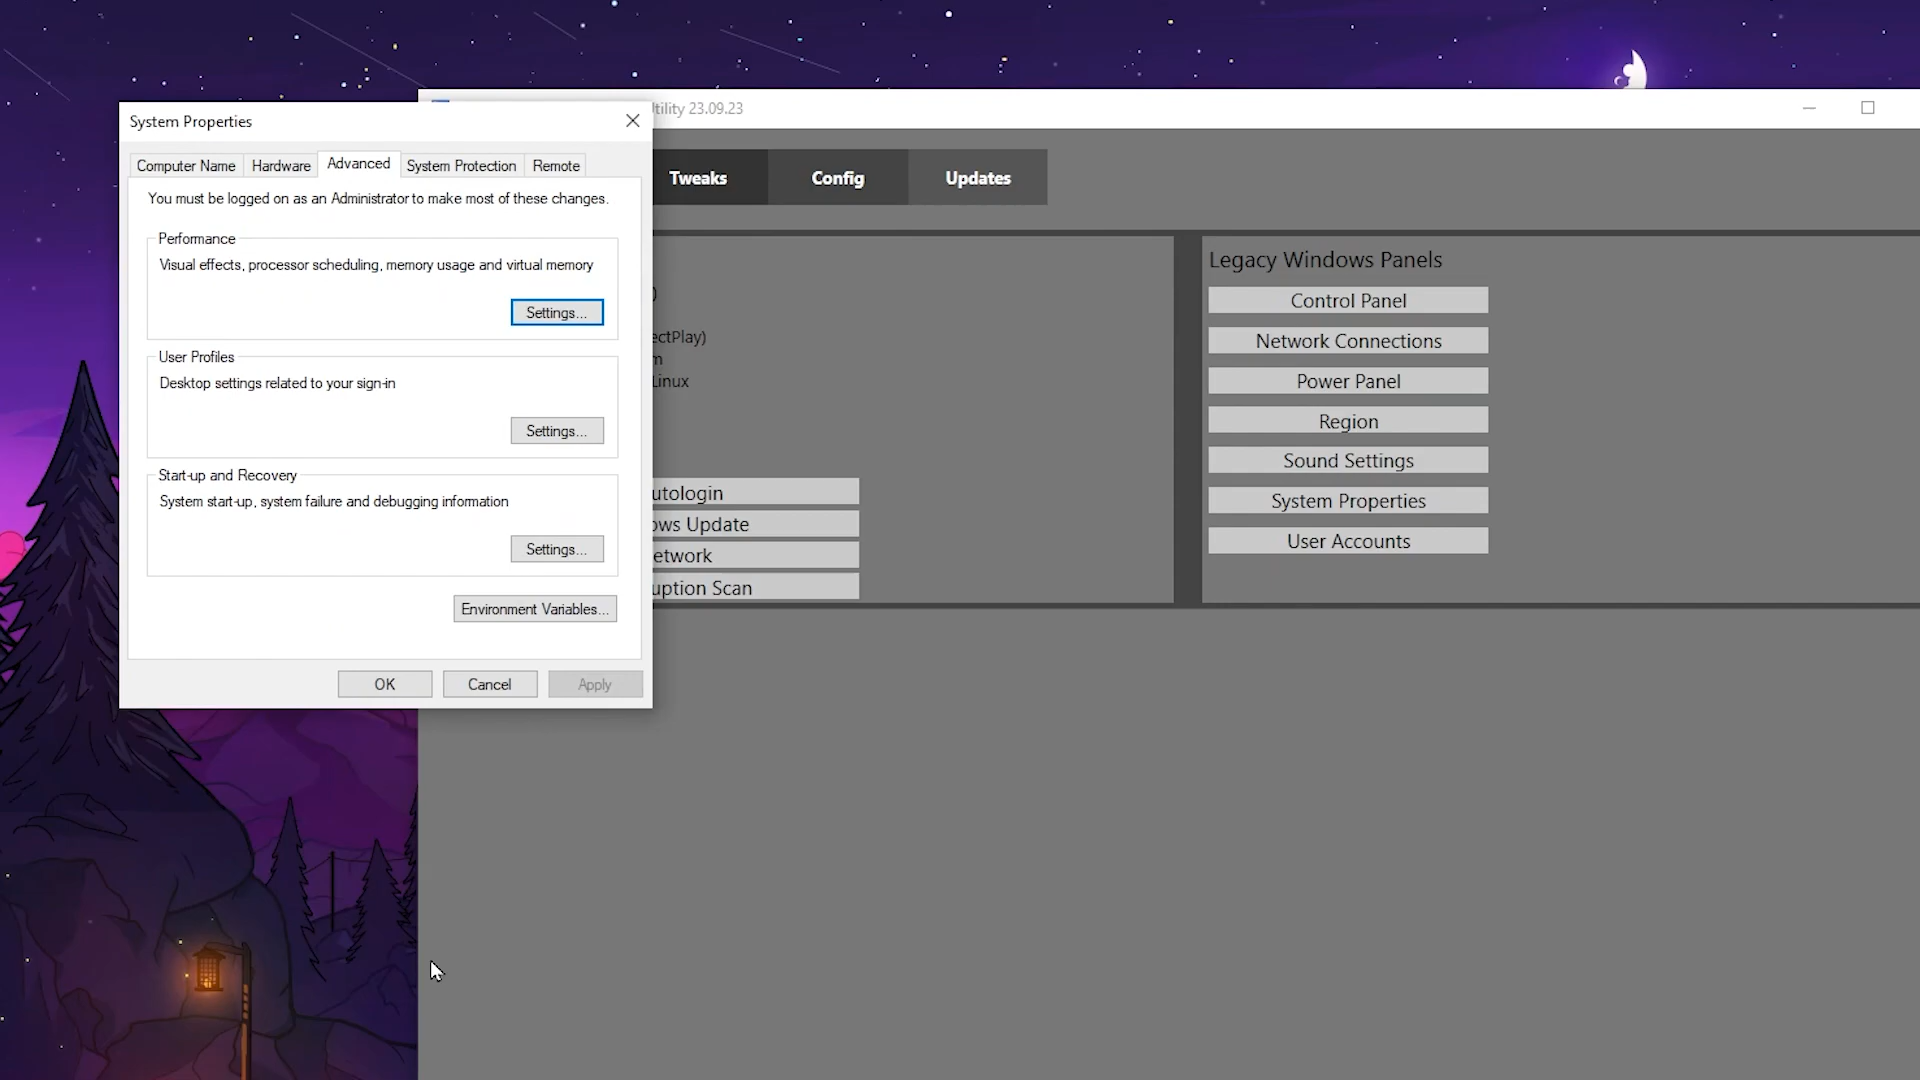 System Properties
Utility 23.09.23
Computer Name
Hardware
Advanced
System Protection
Remote
You must be logged on as an Administrator to make most of these changes.
Performance
Visual effects, processor scheduling, memory usage and virtual memory
Settings...
User Profiles
Desktop settings related to your sign-in
Settings...
Start-up and Recovery
System start-up, system failure and debugging information
Settings...
Environment Variables...
OK
Cancel
Apply
Tweaks
Config
Updates
)
ectPlay)
m
Linux
utologin
ows Update
etwork
uption Scan
Legacy Windows Panels
Control Panel
Network Connections
Power Panel
Region
Sound Settings
System Properties
User Accounts